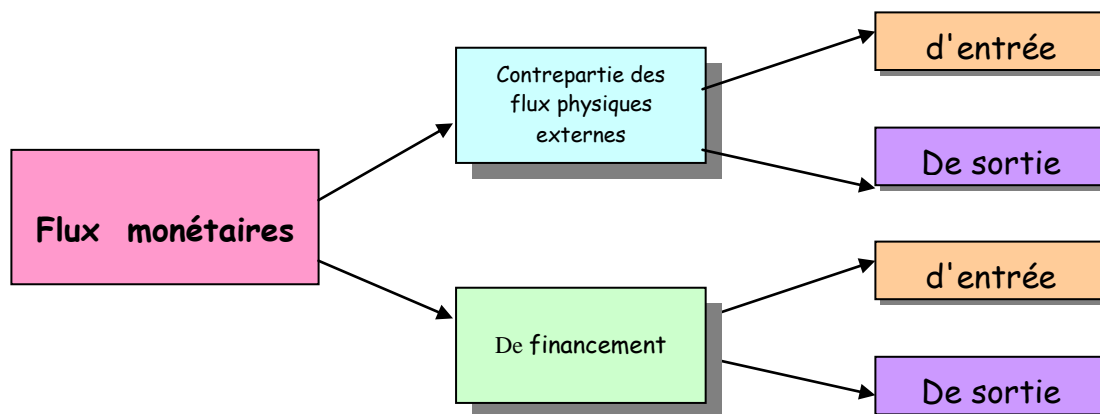 d'entrée
Contrepartie des
flux physiques
externes
De sortie
Flux monétaires
d'entrée
De financement
De sortie